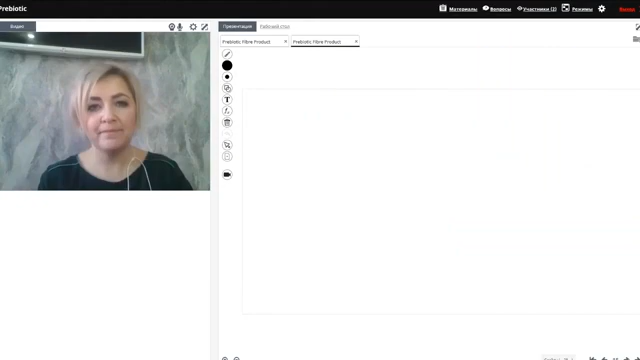 Prebiotic
Материалы
Вопросы
Участники (2)
Режимы
Выход
Видео
Презентация
Рабочий стол
Prebiotic Fibre Product ×
Prebiotic Fibre Product ×
T